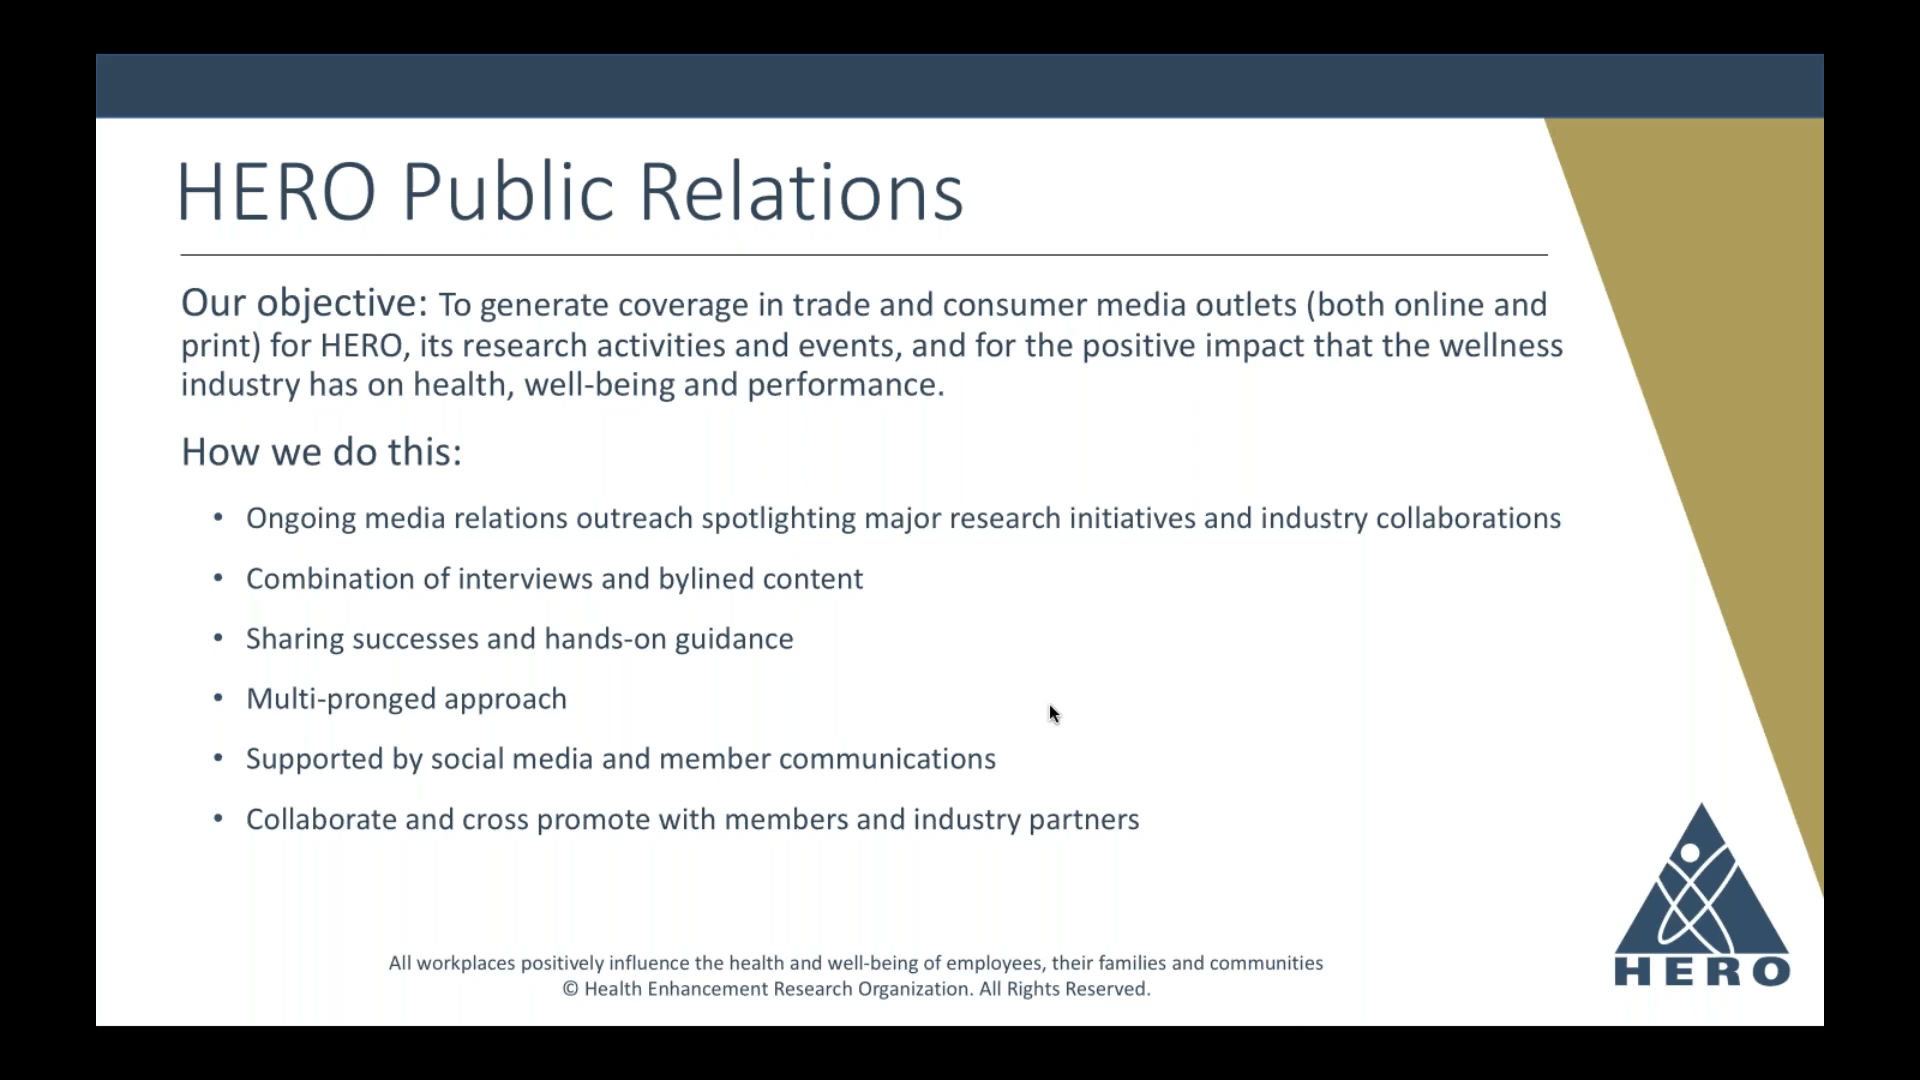 HERO Public Relations
Our objective: To generate coverage in trade and consumer media outlets (both online and
print) for HERO, its research activities and events, and for the positive impact that the wellness
industry has on health, well-being and performance.
How we do this:
• Ongoing media relations outreach spotlighting major research initiatives and industry collaborations
• Combination of interviews and bylined content
• Sharing successes and hands-on guidance
• Multi-pronged approach
• Supported by social media and member communications
• Collaborate and cross promote with members and industry partners
All workplaces positively influence the health and well-being of employees, their families and communities
© Health Enhancement Research Organization. All Rights Reserved.
HERO